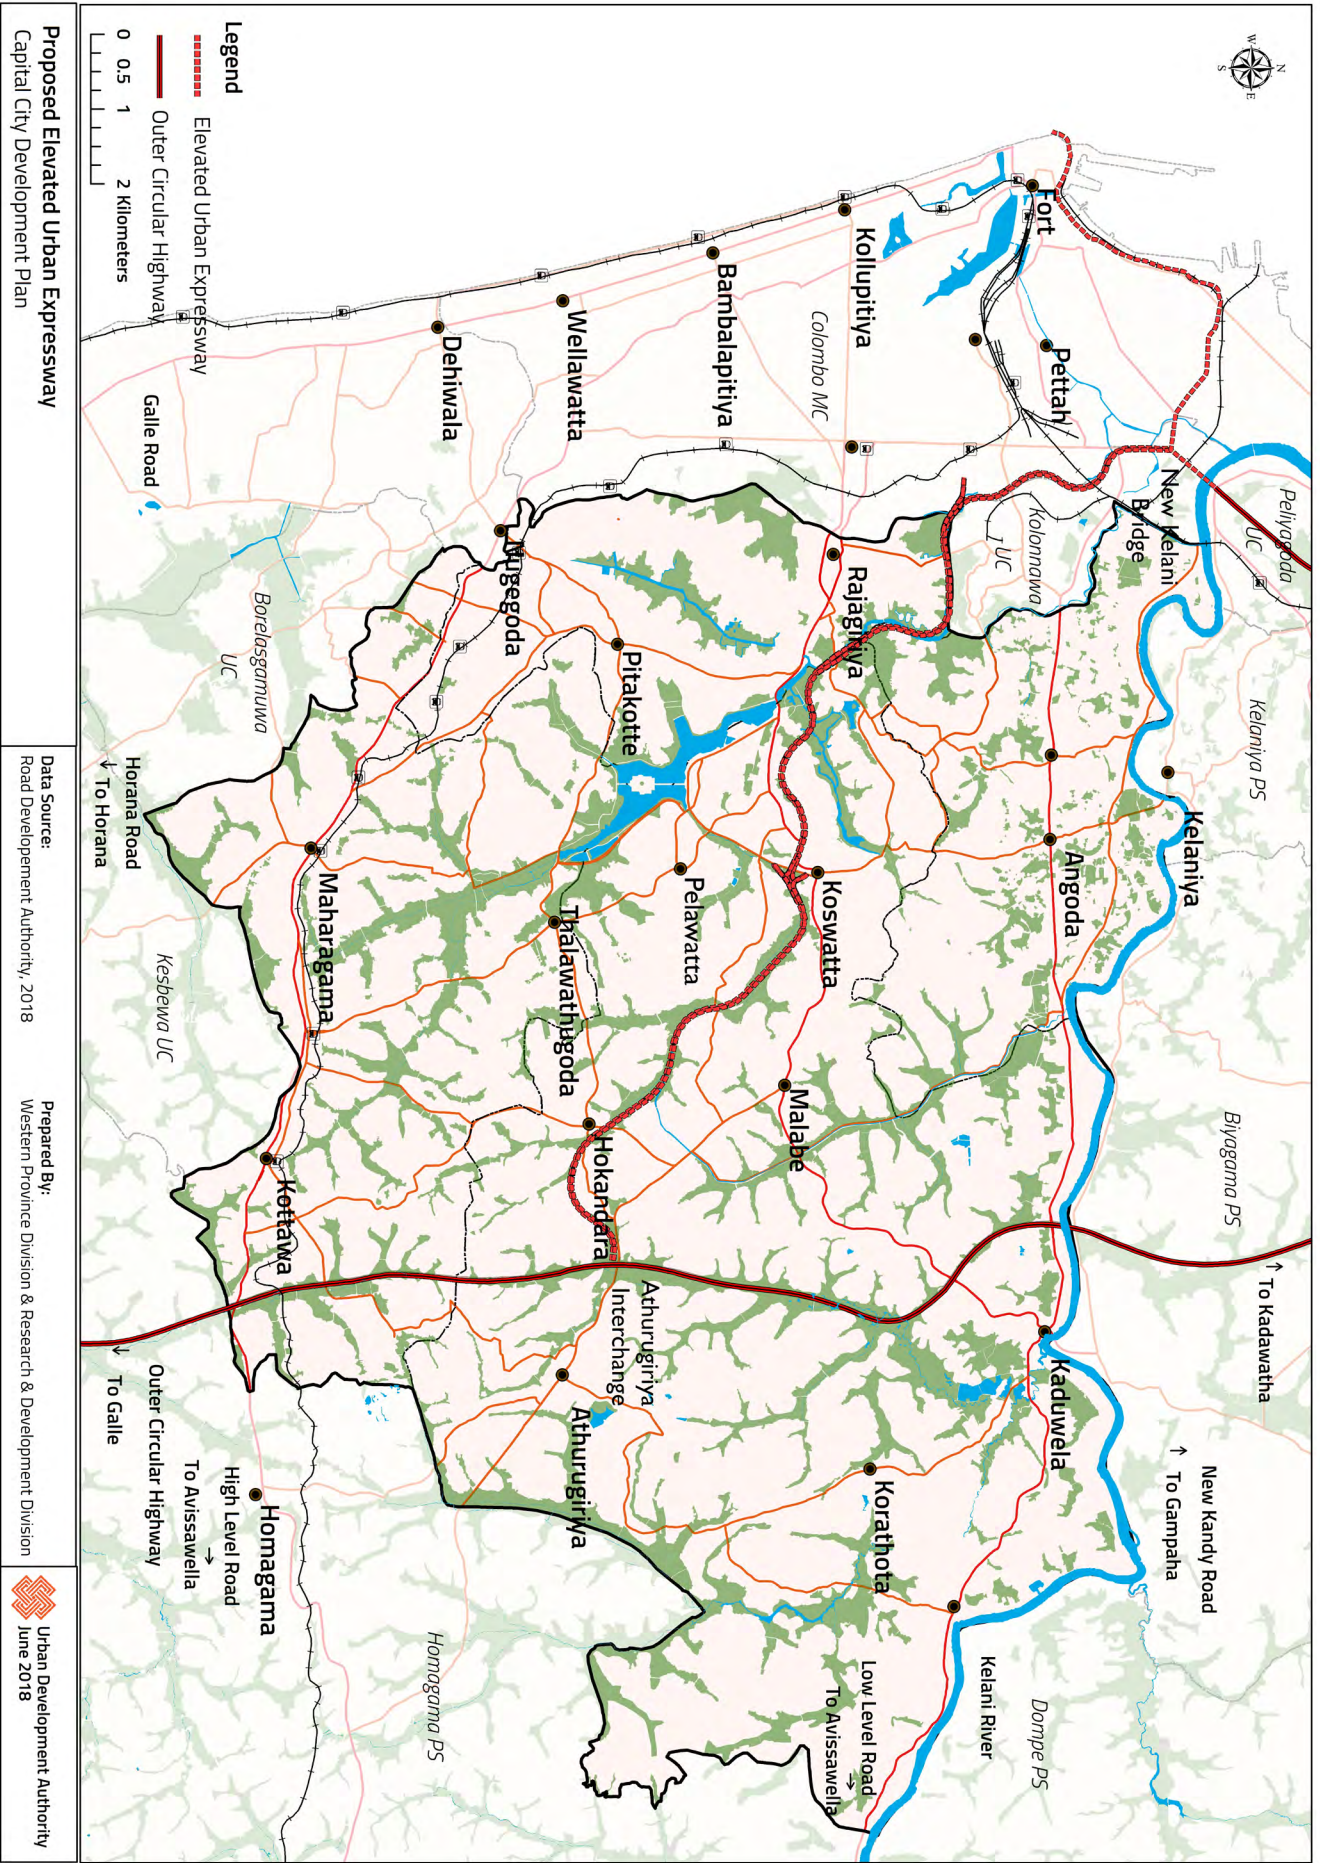 N
W
E
S
Legend
Elevated Urban Expressway
Outer Circular Highway
0 0.5 1 2 Kilometers
Proposed Elevated Urban Expressway
Capital City Development Plan
Data Source:
Road Developement Authority, 2018
Prepared By:
Western Province Division & Research & Development Division
Urban Development Authority
June 2018
Fort
Pettah
Kollupitiya
Colombo MC
Bambalapitiya
Wellawatta
Dehiwala
Galle Road
New Kelani
Bridge
Peliyagoda
UC
Kolonnawa
UC
Rajagiriya
Nugegoda
Pitakotte
Borelasgamuwa
UC
Kelaniya PS
Kelaniya
Angoda
Koswatta
Pelawatta
Thalawathugoda
Maharagama
Horana Road
↓ To Horana
Kesbewa UC
Malabe
Hokandara
Kottawa
Biyagama PS
↑ To Kadawatha
Athurugiriya
Interchange
Kaduwela
Athurugiriya
Korathota
New Kandy Road
↑ To Gampaha
Outer Circular Highway
↓ To Galle
High Level Road
To Avissawella →
Homagama
Homagama PS
Low Level Road
To Avissawella →
Kelani River
Dompe PS